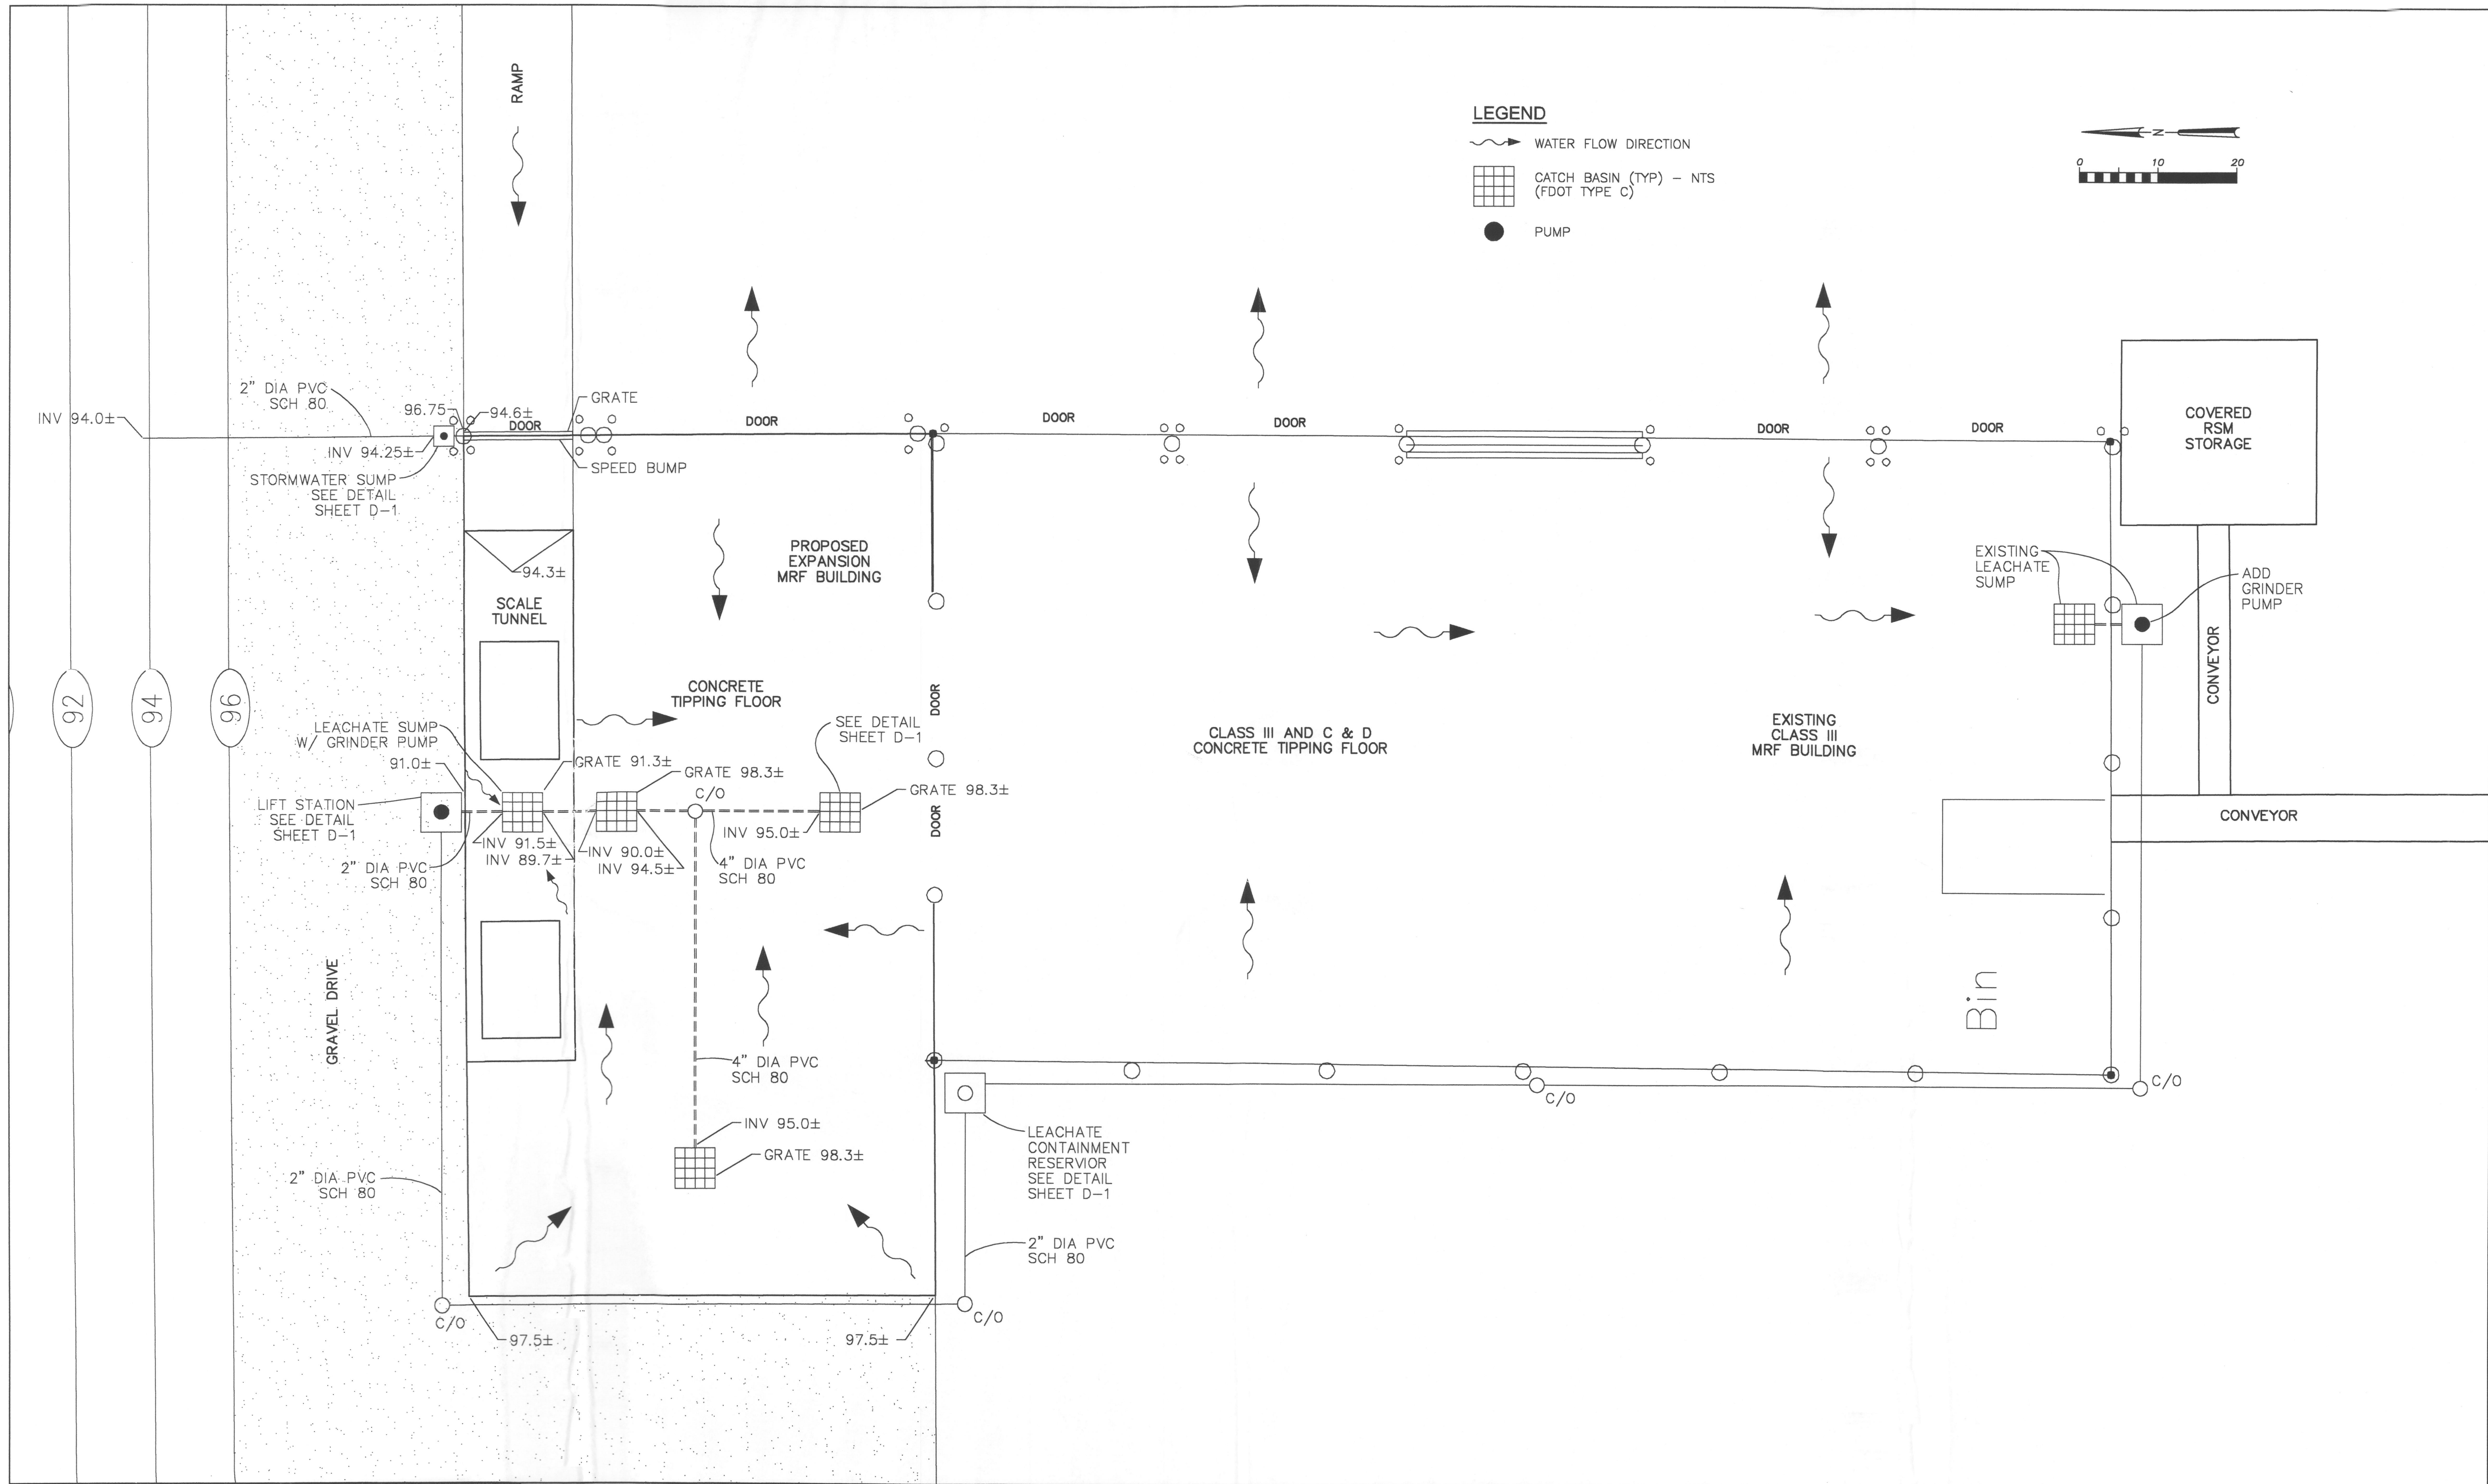 RAMP
LEGEND
WATER FLOW DIRECTION
CATCH BASIN (TYP) – NTS
(FDOT TYPE C)
PUMP
N
0 10 20
2" DIA PVC
SCH 80
INV 94.0±
96.75
94.6±
DOOR
GRATE
SPEED BUMP
INV 94.25±
STORMWATER SUMP
SEE DETAIL
SHEET D–1
DOOR
DOOR
DOOR
DOOR
DOOR
COVERED
RSM
STORAGE
94.3±
SCALE
TUNNEL
PROPOSED
EXPANSION
MRF BUILDING
EXISTING
LEACHATE
SUMP
ADD
GRINDER
PUMP
CONVEYOR
92
94
96
CONCRETE
TIPPING FLOOR
DOOR
LEACHATE SUMP
W/ GRINDER PUMP
91.0±
SEE DETAIL
SHEET D–1
CLASS III AND C & D
CONCRETE TIPPING FLOOR
EXISTING
CLASS III
MRF BUILDING
GRATE 91.3±
GRATE 98.3±
C/O
GRATE 98.3±
LIFT STATION
SEE DETAIL
SHEET D–1
INV 95.0±
DOOR
CONVEYOR
INV 91.5±
INV 89.7±
INV 90.0±
INV 94.5±
4" DIA PVC
SCH 80
2" DIA PVC
SCH 80
GRAVEL DRIVE
Bin
4" DIA PVC
SCH 80
C/O
C/O
INV 95.0±
GRATE 98.3±
LEACHATE
CONTAINMENT
RESERVIOR
SEE DETAIL
SHEET D–1
2" DIA PVC
SCH 80
2" DIA PVC
SCH 80
C/O
C/O
97.5±
97.5±